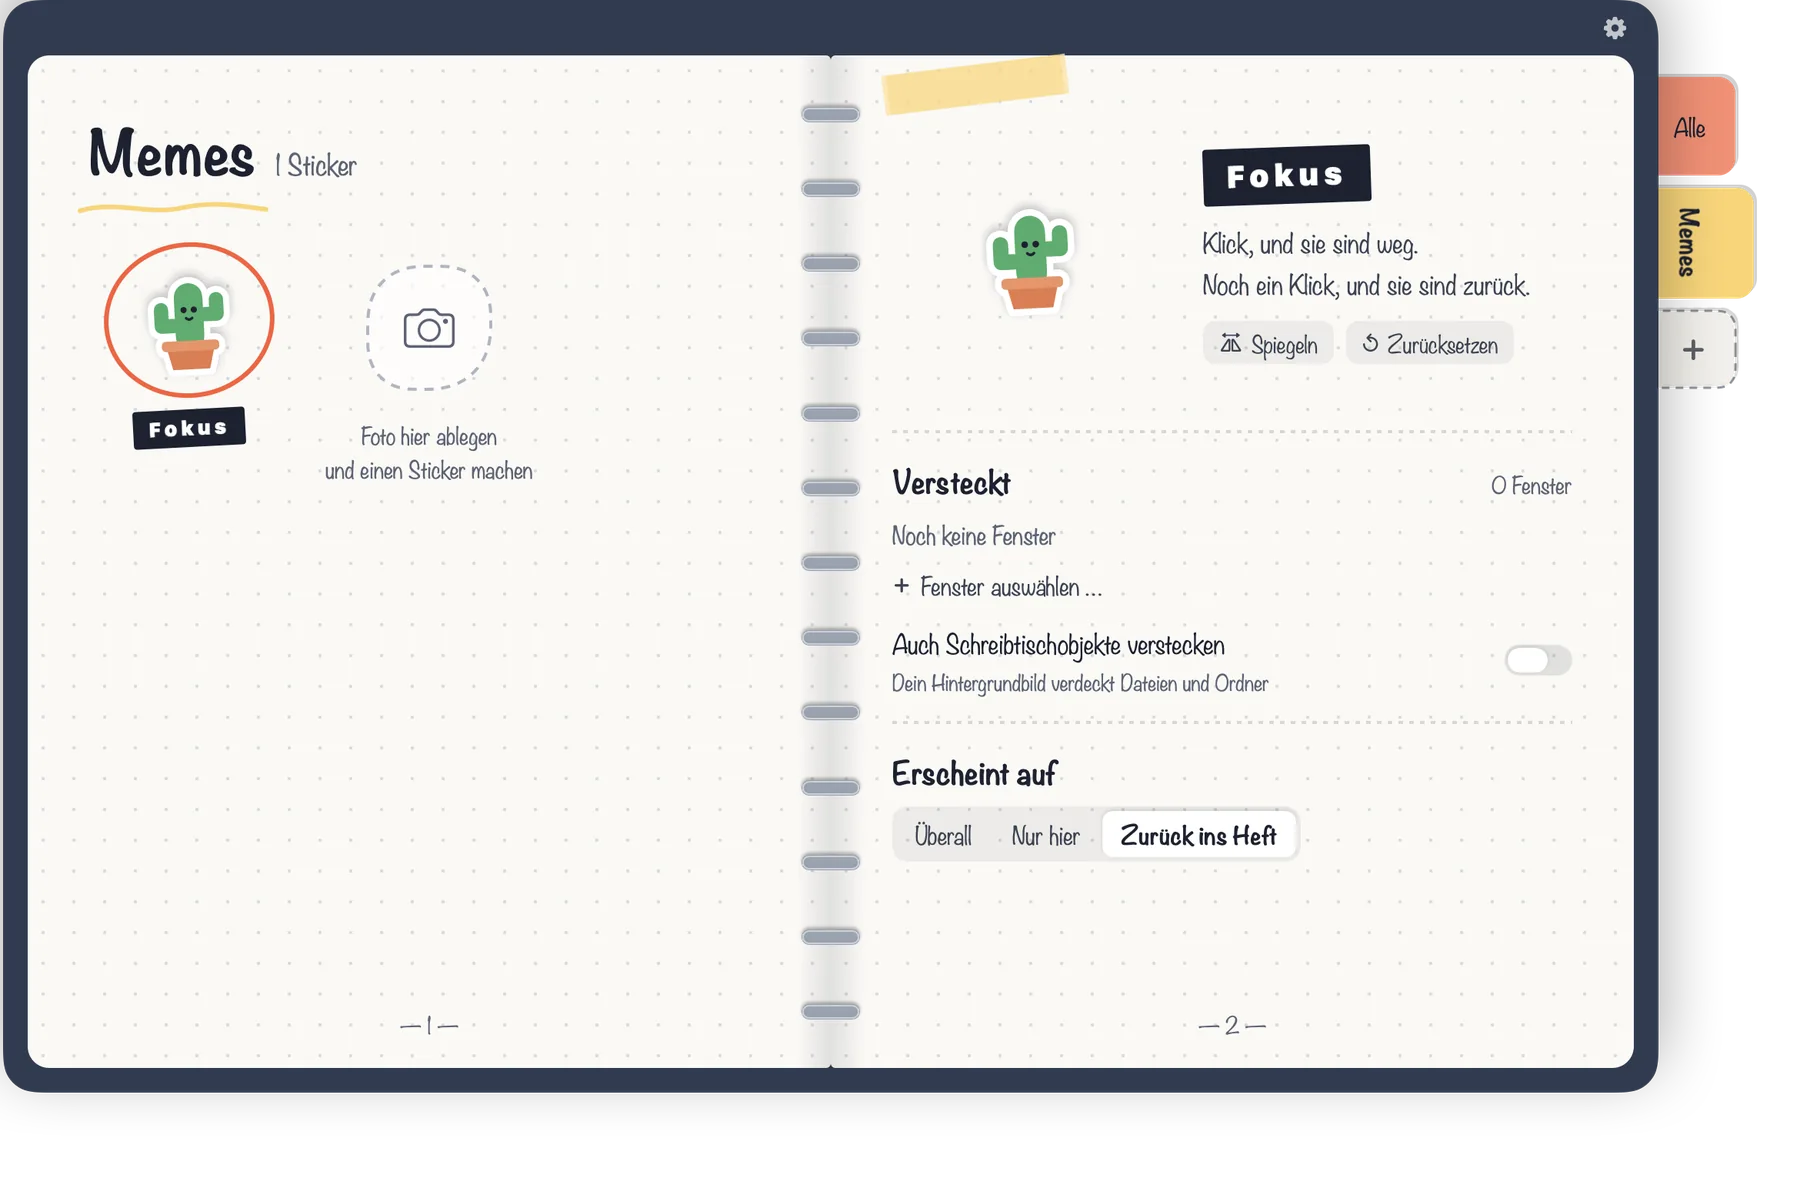 Memes 1 Sticker
Fokus
Foto hier ablegen
und einen Sticker machen
—1—
Fokus
Klick, und sie sind weg.
Noch ein Klick, und sie sind zurück.
Spiegeln Zurücksetzen
Versteckt 0 Fenster
Noch keine Fenster
+ Fenster auswählen ...
Auch Schreibtischobjekte verstecken
Dein Hintergrundbild verdeckt Dateien und Ordner
Erscheint auf
Überall Nur hier Zurück ins Heft
—2—
Alle
Memes
+